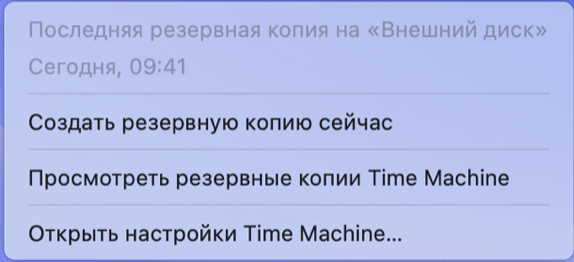 Последняя резервная копия на «Внешний диск»
Сегодня, 09:41
Создать резервную копию сейчас
Просмотреть резервные копии Time Machine
Открыть настройки Time Machine...